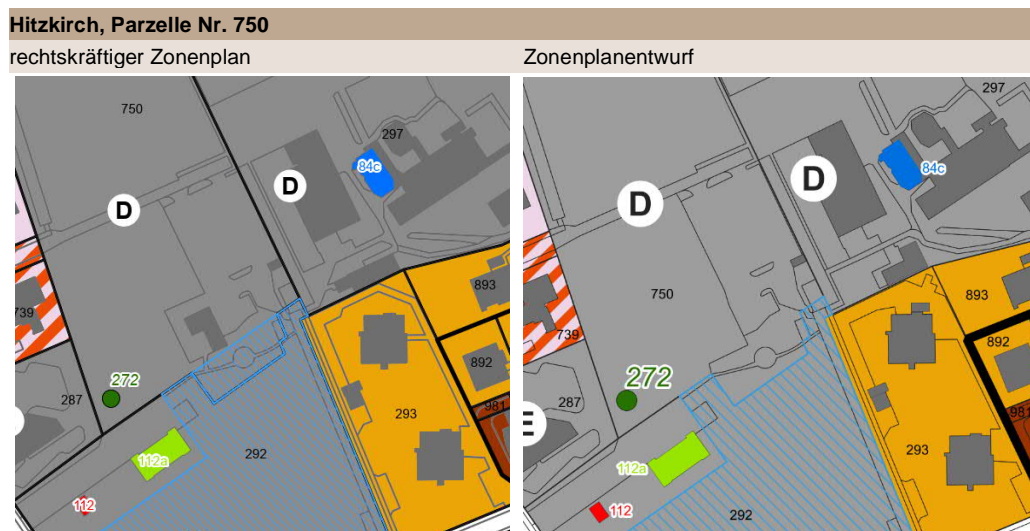 Hitzkirch, Parzelle Nr. 750
rechtskräftiger Zonenplan
Zonenplanentwurf
750
297
84c
D
D
893
739
892
272
287
981
293
112a
292
112
297
84c
D
D
750
893
739
892
272
287
981
E
293
112a
112
292